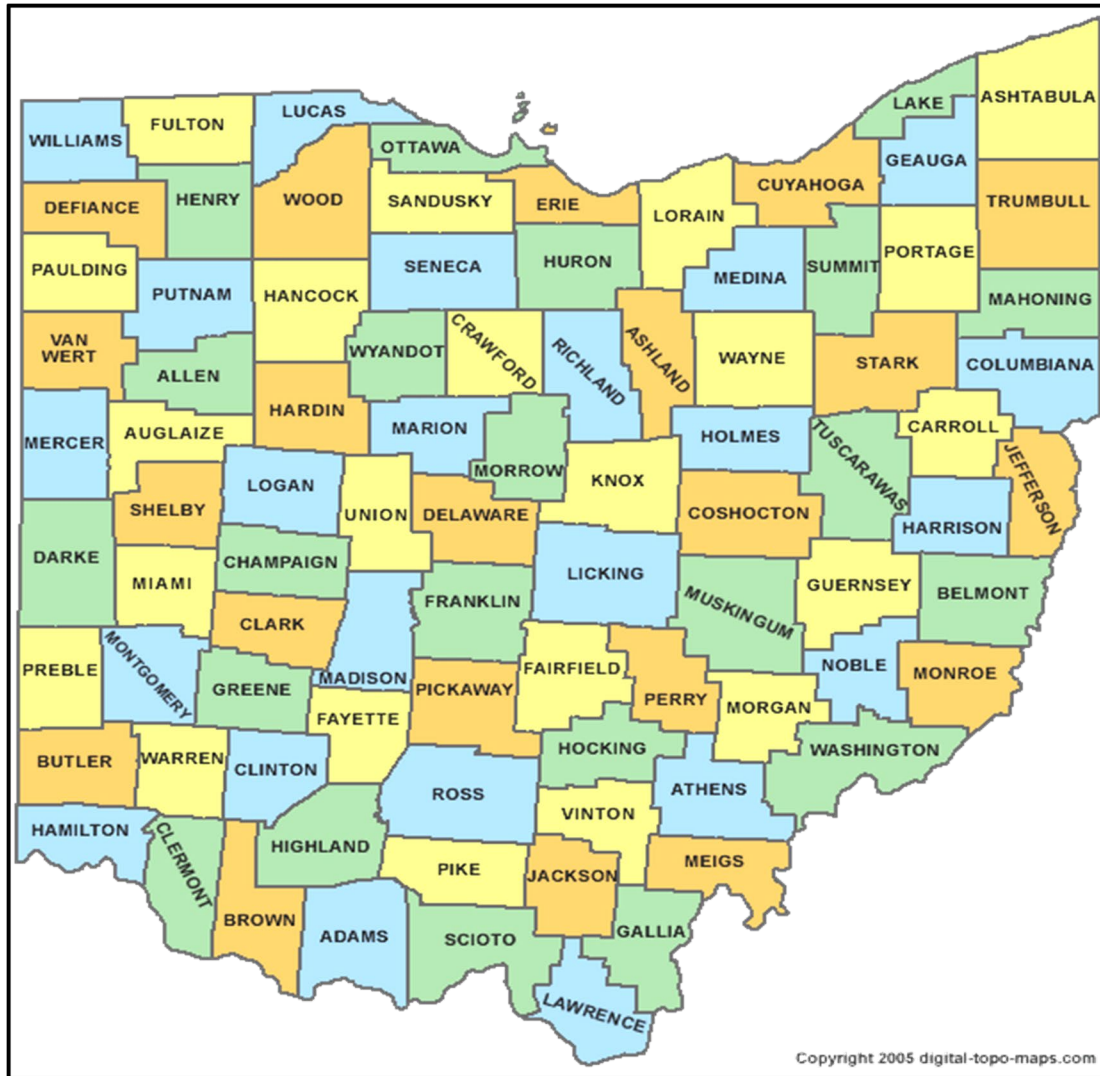 ASHTABULA
LAKE
LUCAS
FULTON
WILLIAMS
GEAUGA
OTTAWA
CUYAHOGA
HENRY
WOOD
SANDUSKY
ERIE
DEFIANCE
LORAIN
TRUMBULL
PORTAGE
HURON
SENECA
SUMMIT
PAULDING
MEDINA
PUTNAM
HANCOCK
MAHONING
VAN
WERT
WYANDOT
CRAWFORD
RICHLAND
ASHLAND
WAYNE
STARK
COLUMBIANA
ALLEN
HARDIN
MERCER
AUGLAIZE
MARION
HOLMES
TUSCARAWAS
CARROLL
JEFFERSON
MORROW
KNOX
LOGAN
SHELBY
UNION
DELAWARE
COSHOCTON
HARRISON
DARKE
CHAMPAIGN
MIAMI
LICKING
GUERNSEY
BELMONT
FRANKLIN
MUSKINGUM
CLARK
PREBLE
MONTGOMERY
FAIRFIELD
NOBLE
MONROE
MADISON
GREENE
PICKAWAY
PERRY
MORGAN
FAYETTE
HOCKING
WASHINGTON
BUTLER
WARREN
CLINTON
ROSS
ATHENS
VINTON
HAMILTON
CLERMONT
HIGHLAND
PIKE
JACKSON
MEIGS
BROWN
ADAMS
SCIOTO
GALLIA
LAWRENCE
Copyright 2005 digital-topo-maps.com